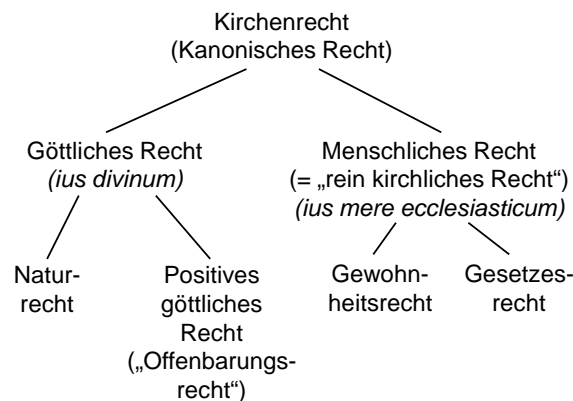 Kirchenrecht
(Kanonisches Recht)
Göttliches Recht
(ius divinum)
Menschliches Recht
(= „rein kirchliches Recht“)
(ius mere ecclesiasticum)
Natur-
recht
Positives
göttliches
Recht
(„Offenbarungs-
recht“)
Gewohn-
heitsrecht
Gesetzes-
recht